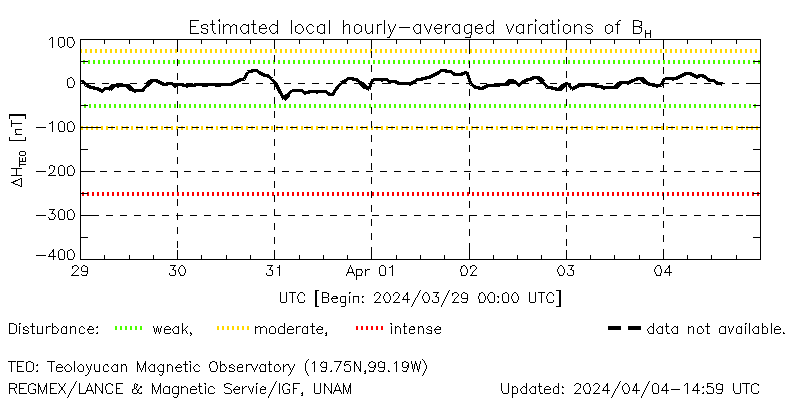 Estimated local hourly-averaged variations of BH
100
0
-100
-200
-300
-400
ΔHTEO [nT]
29 30 31 Apr 01 02 03 04
UTC [Begin: 2024/03/29 00:00 UTC]
Disturbance: weak, moderate, intense data not available.
TEO: Teoloyucan Magnetic Observatory (19.75N,99.19W)
REGMEX/LANCE & Magnetic Servie/IGF, UNAM Updated: 2024/04/04-14:59 UTC